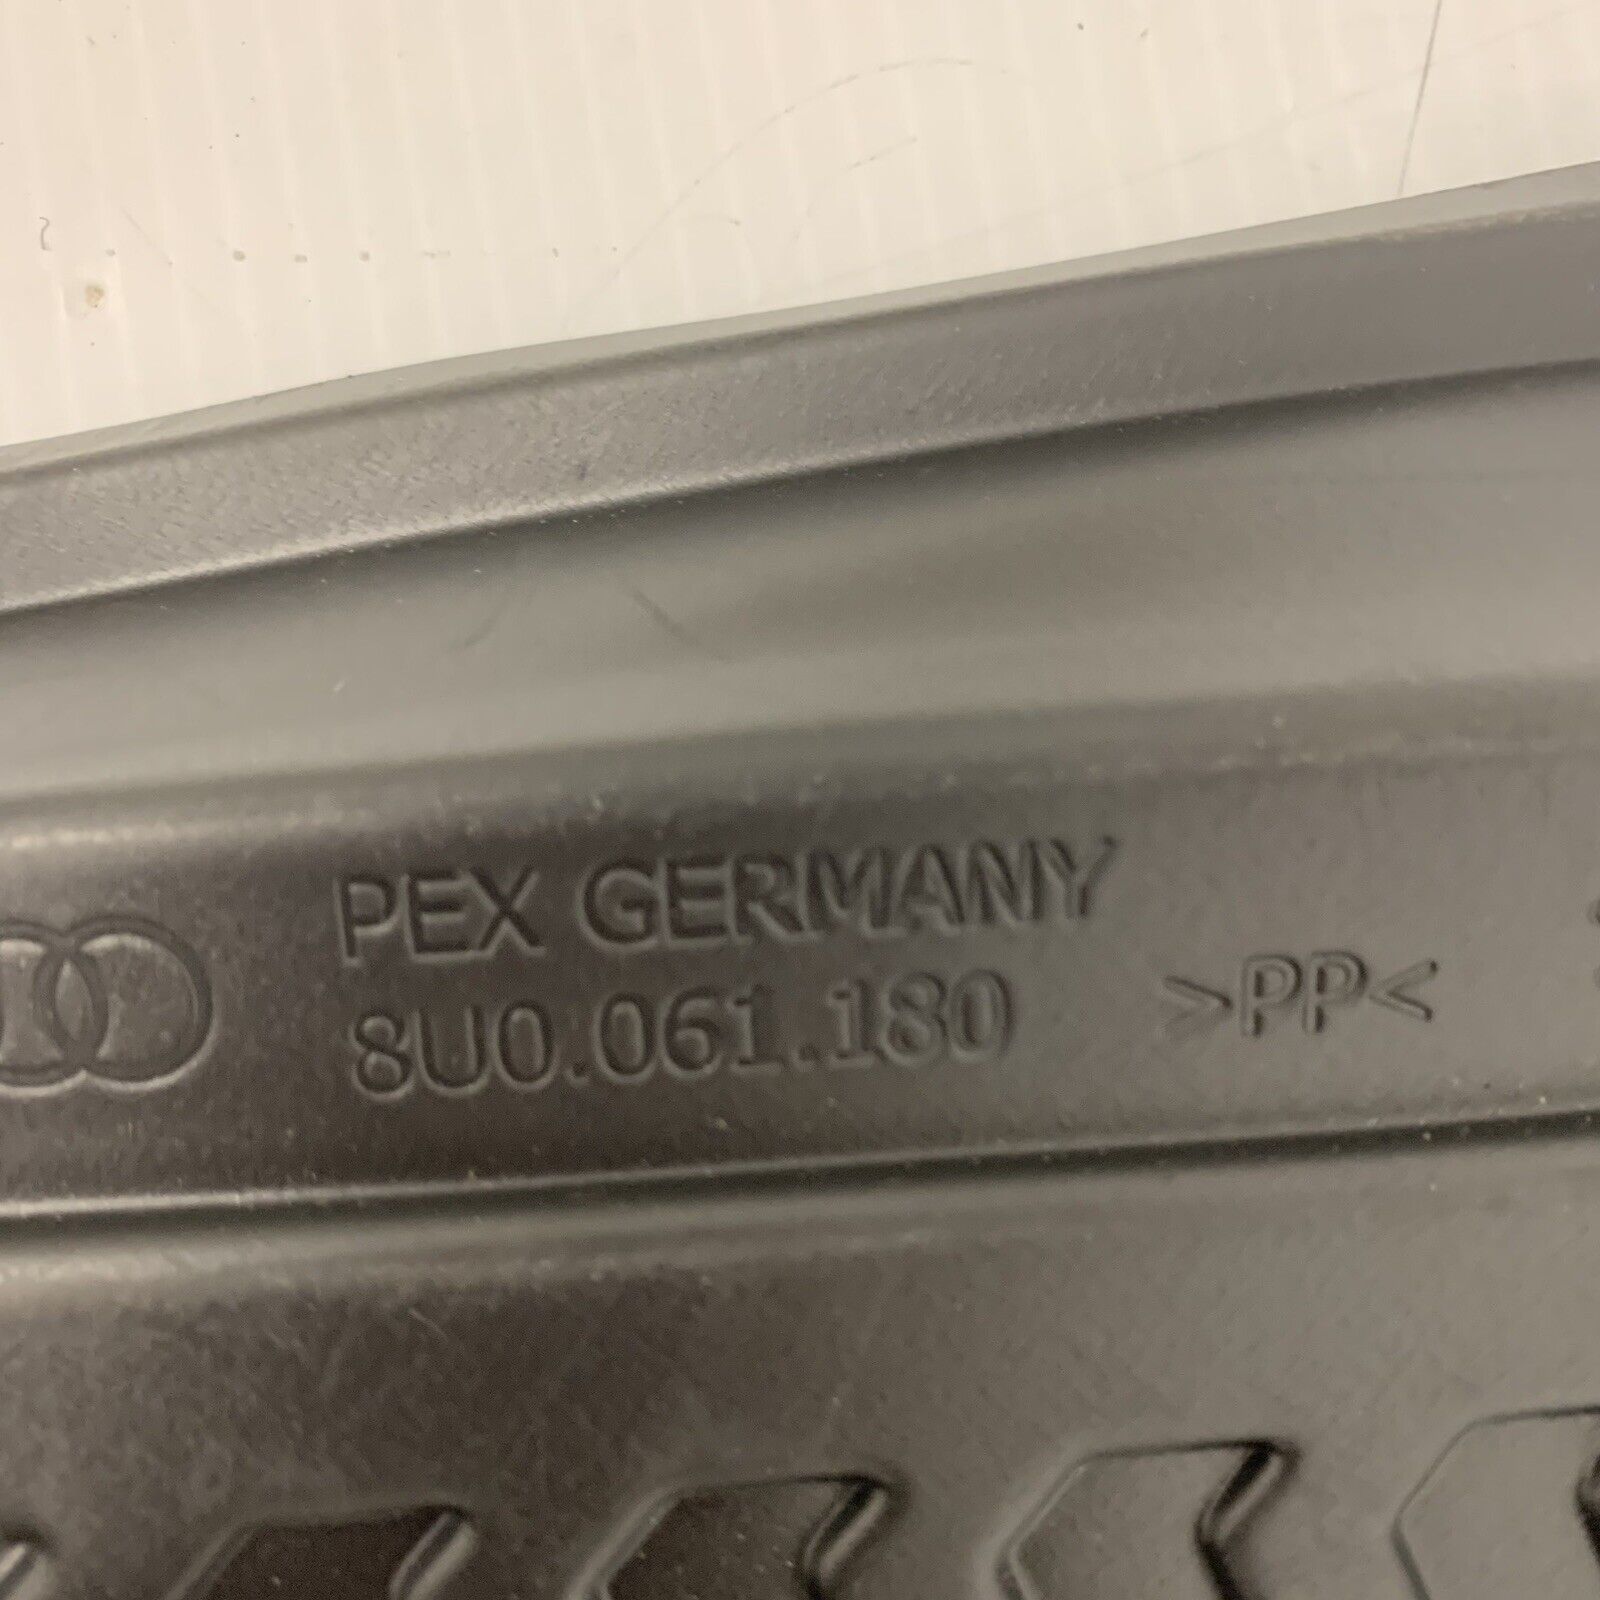 PEX GERMANY
8U0.061.180
>PP<